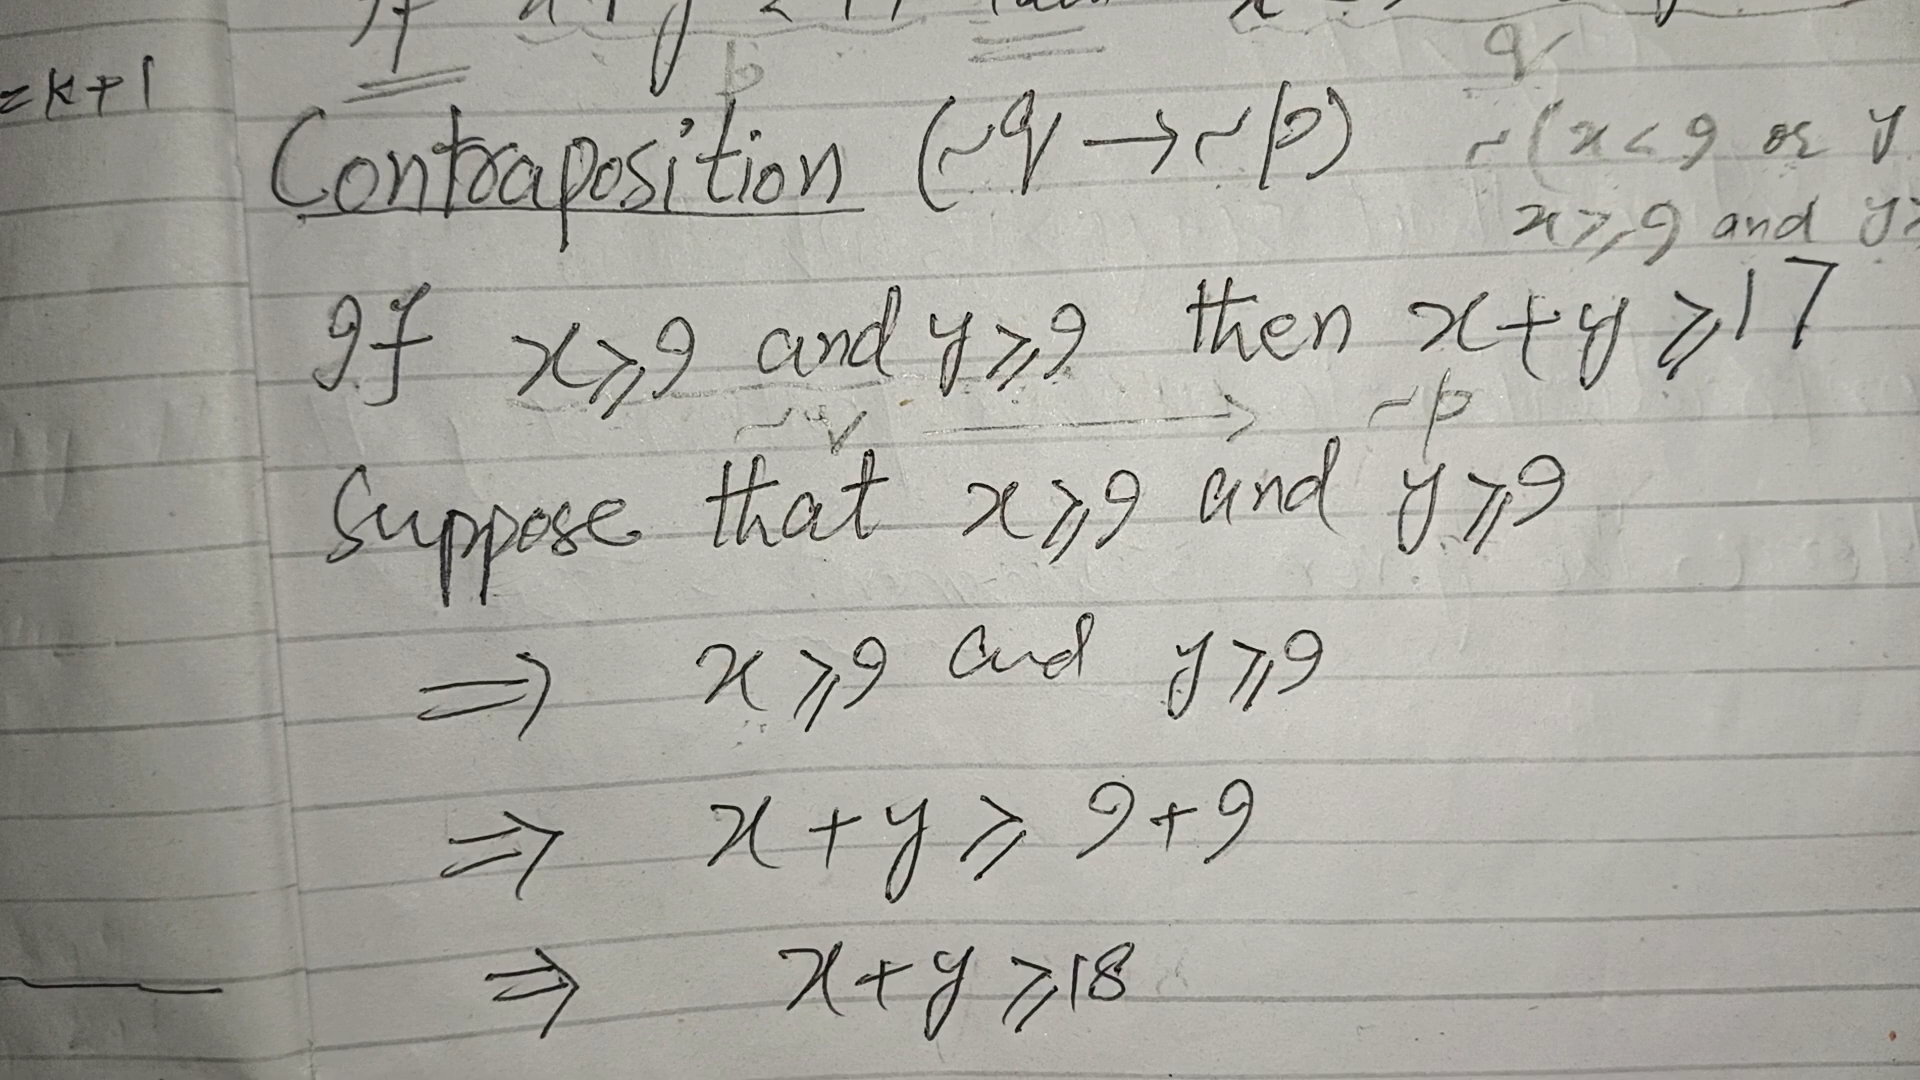 = k+1
p
q
Contraposition (~q → ~p)
~(x < 9 or y
x ⩾ 9 and y ⩾
If x ⩾ 9 and y ⩾ 9 then x + y ⩾ 17
~q → ~p
Suppose that x ⩾ 9 and y ⩾ 9
⇒ x ⩾ 9 and y ⩾ 9
⇒ x + y ⩾ 9 + 9
⇒ x + y ⩾ 18